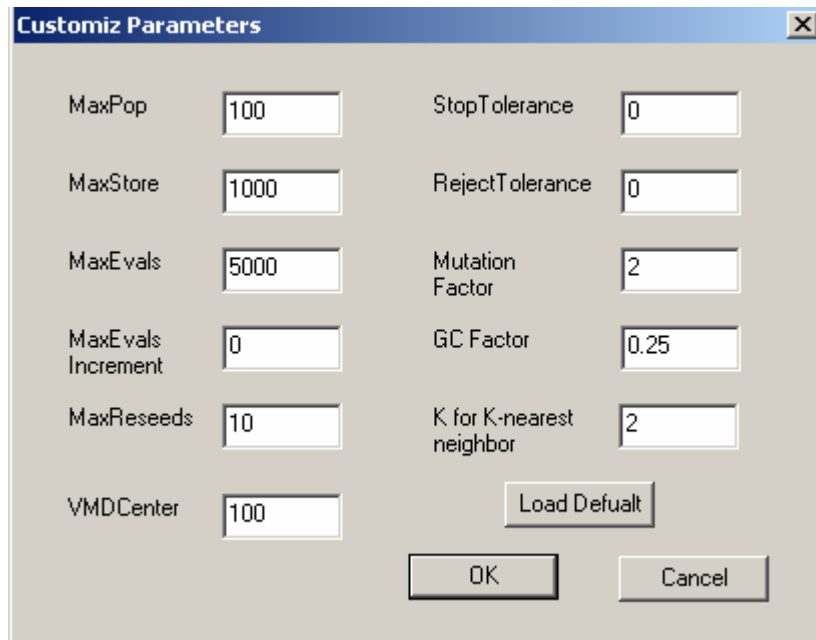 Customiz Parameters
MaxPop 100 StopTolerance 0
MaxStore 1000 RejectTolerance 0
MaxEvals 5000 Mutation 2
Factor
MaxEvals 0 GC Factor 0.25
Increment
MaxReseeds 10 K for K-nearest 2
neighbor
VMDCenter 100 Load Defualt
OK Cancel